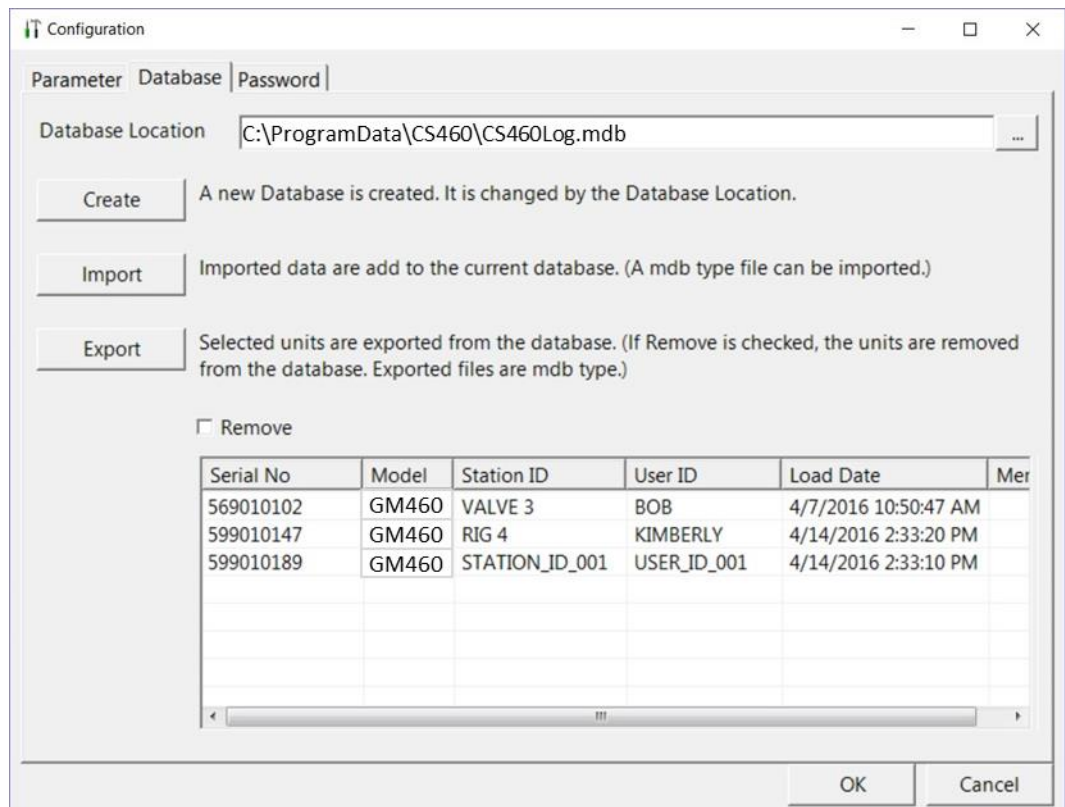 Configuration
Parameter Database Password
Database Location C:\ProgramData\CS460\CS460Log.mdb ...
Create A new Database is created. It is changed by the Database Location.
Import Imported data are add to the current database. (A mdb type file can be imported.)
Export Selected units are exported from the database. (If Remove is checked, the units are removed
from the database. Exported files are mdb type.)
Remove
Serial No Model Station ID User ID Load Date Mer
569010102 GM460 VALVE 3 BOB 4/7/2016 10:50:47 AM
599010147 GM460 RIG 4 KIMBERLY 4/14/2016 2:33:20 PM
599010189 GM460 STATION_ID_001 USER_ID_001 4/14/2016 2:33:10 PM
OK Cancel